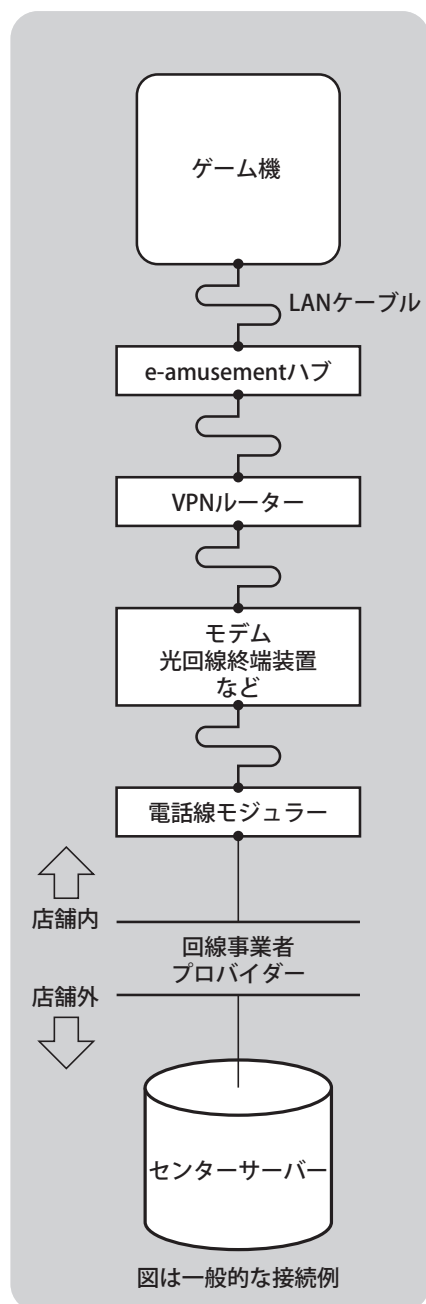 ゲーム機
LANケーブル
e-amusementハブ
VPNルーター
モデム
光回線終端装置
など
電話線モジュラー
店舗内
回線事業者
プロバイダー
店舗外
センターサーバー
図は一般的な接続例